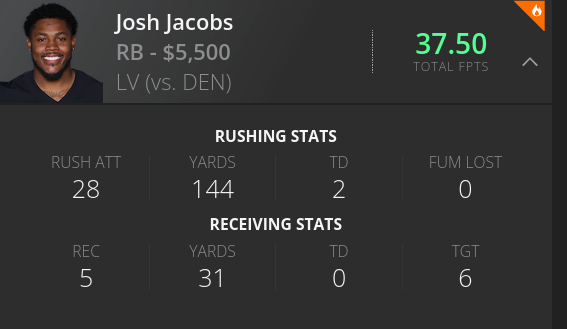 Josh Jacobs
RB - $5,500
LV (vs. DEN)
37.50
TOTAL FPTS
RUSHING STATS
RUSH ATT YARDS TD FUM LOST
28 144 2 0
RECEIVING STATS
REC YARDS TD TGT
5 31 0 6